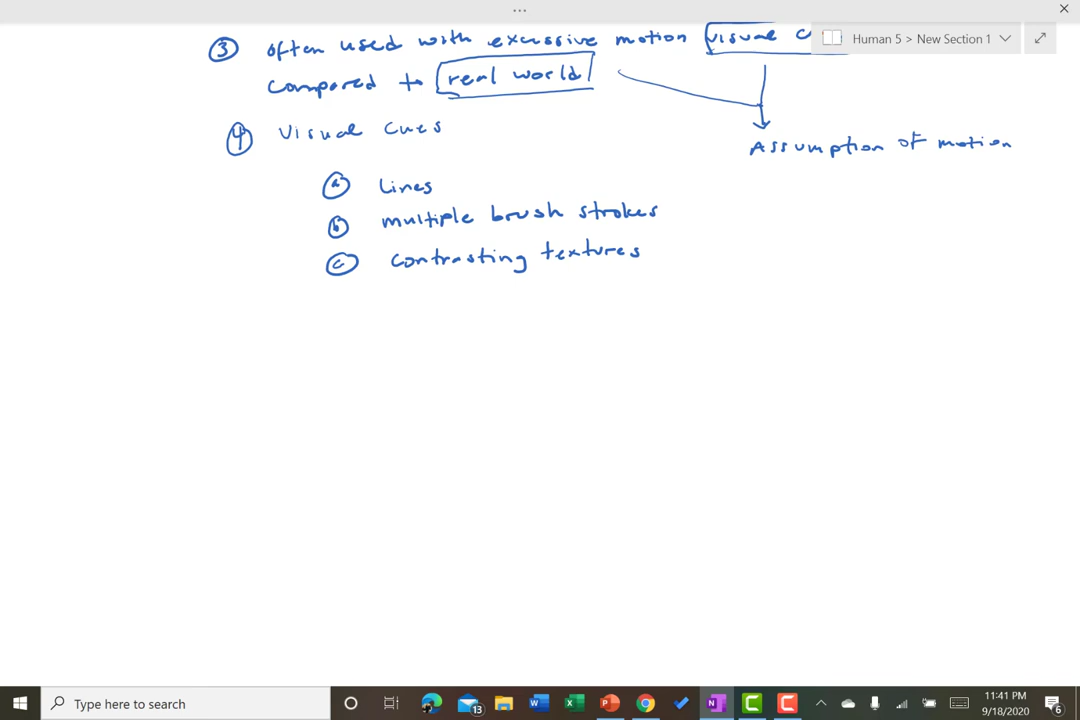 ③ often used with excessive motion visual c
Human 5 > New Section 1
compared to real world
④ visual cues
Assumption of motion
ⓐ lines
ⓑ multiple brush strokes
ⓒ contrasting textures
Type here to search
13
11:41 PM
9/18/2020
6